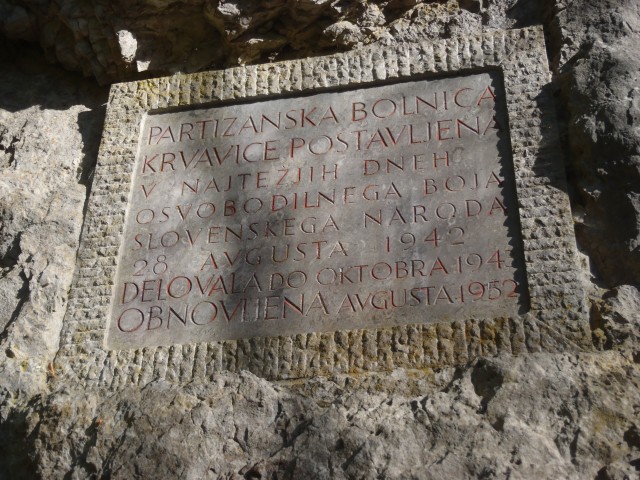 PARTIZANSKA BOLNICA
KRVAVICE POSTAVLJENA
V NAJTEŽJIH DNEH
OSVOBODILNEGA BOJA
SLOVENSKEGA NARODA
28 AVGUSTA 1942
DELOVALA DO OKTOBRA
OBNOVLJENA AVGUSTA 1952